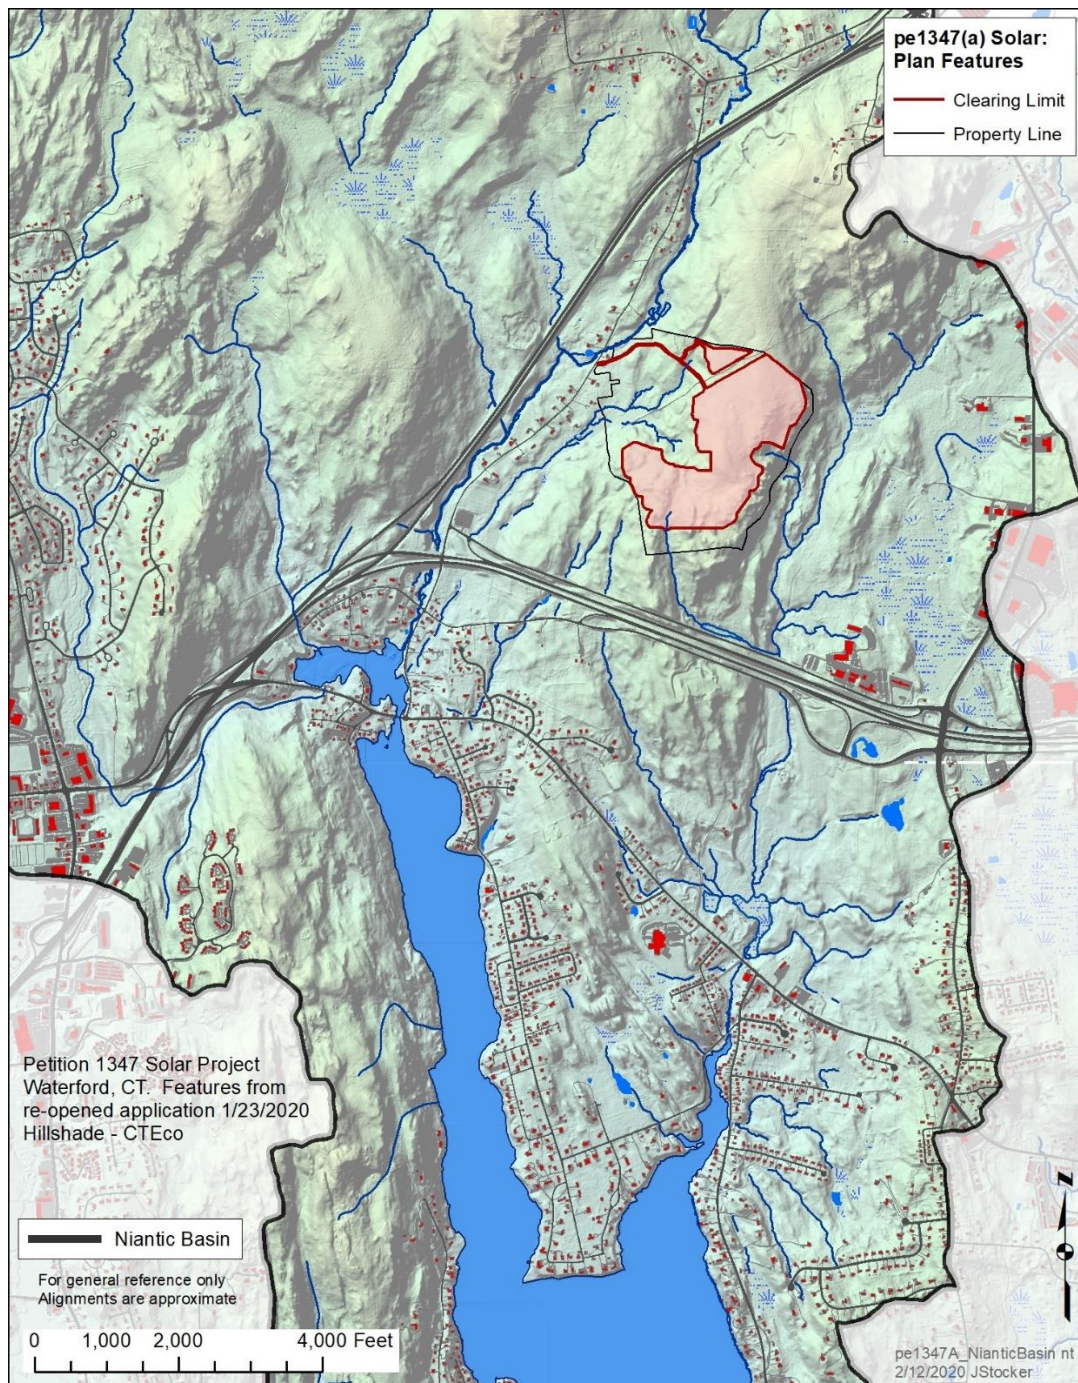 pe1347(a) Solar:
Plan Features
Clearing Limit
Property Line
Petition 1347 Solar Project
Waterford, CT. Features from
re-opened application 1/23/2020
Hillshade - CTEco
Niantic Basin
For general reference only
Alignments are approximate
0 1,000 2,000 4,000 Feet
N
pe1347A_NianticBasin nt
2/12/2020 JStocker